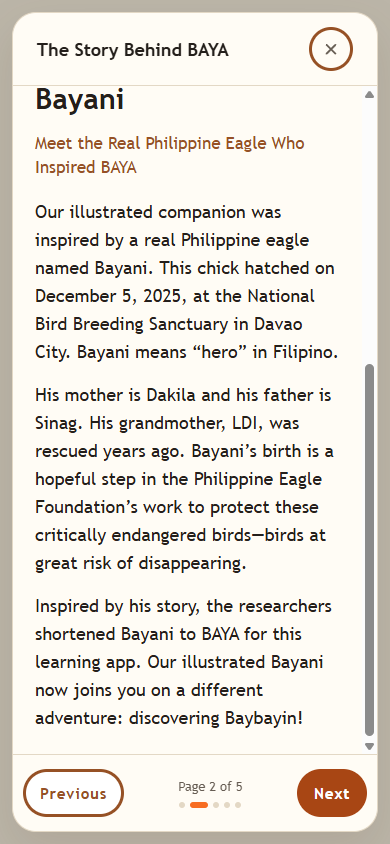 The Story Behind BAYA
Bayani
Meet the Real Philippine Eagle Who
Inspired BAYA
Our illustrated companion was
inspired by a real Philippine eagle
named Bayani. This chick hatched on
December 5, 2025, at the National
Bird Breeding Sanctuary in Davao
City. Bayani means “hero” in Filipino.
His mother is Dakila and his father is
Sinag. His grandmother, LDI, was
rescued years ago. Bayani’s birth is a
hopeful step in the Philippine Eagle
Foundation’s work to protect these
critically endangered birds—birds at
great risk of disappearing.
Inspired by his story, the researchers
shortened Bayani to BAYA for this
learning app. Our illustrated Bayani
now joins you on a different
adventure: discovering Baybayin!
Previous
Page 2 of 5
Next